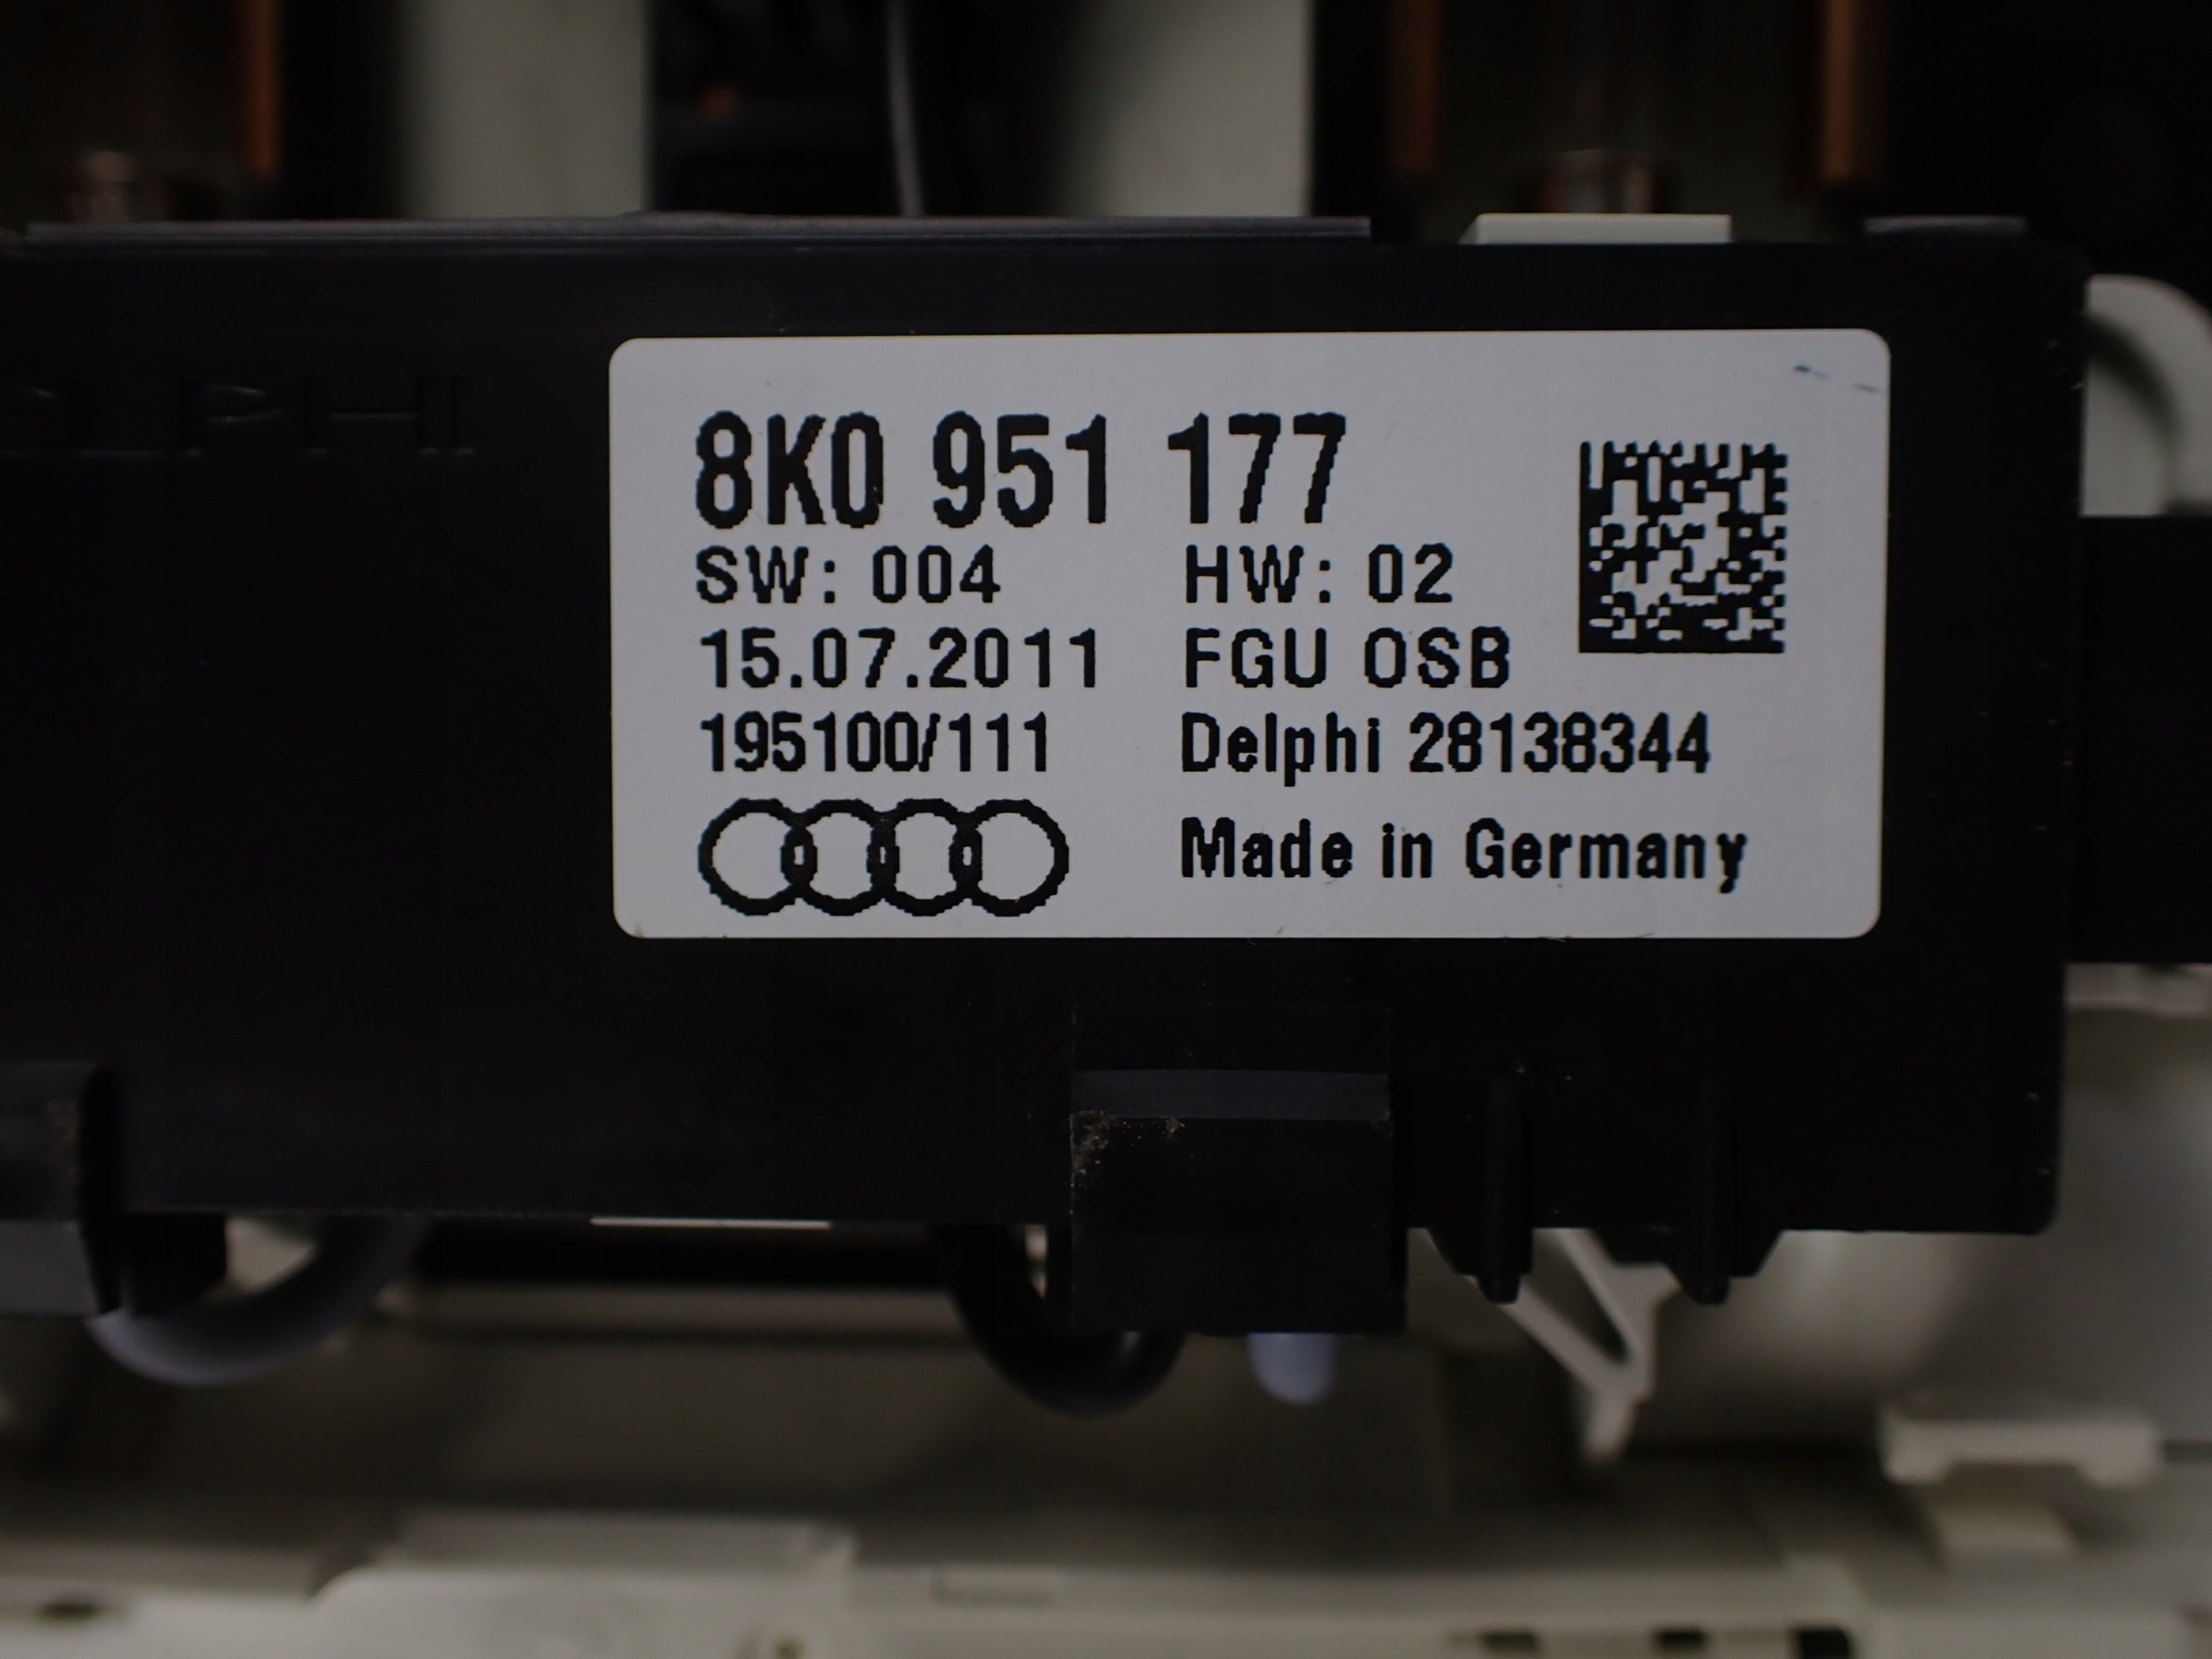 8K0 951 177
SW: 004 HW: 02
15.07.2011 FGU OSB
195100/111 Delphi 28138344
Made in Germany